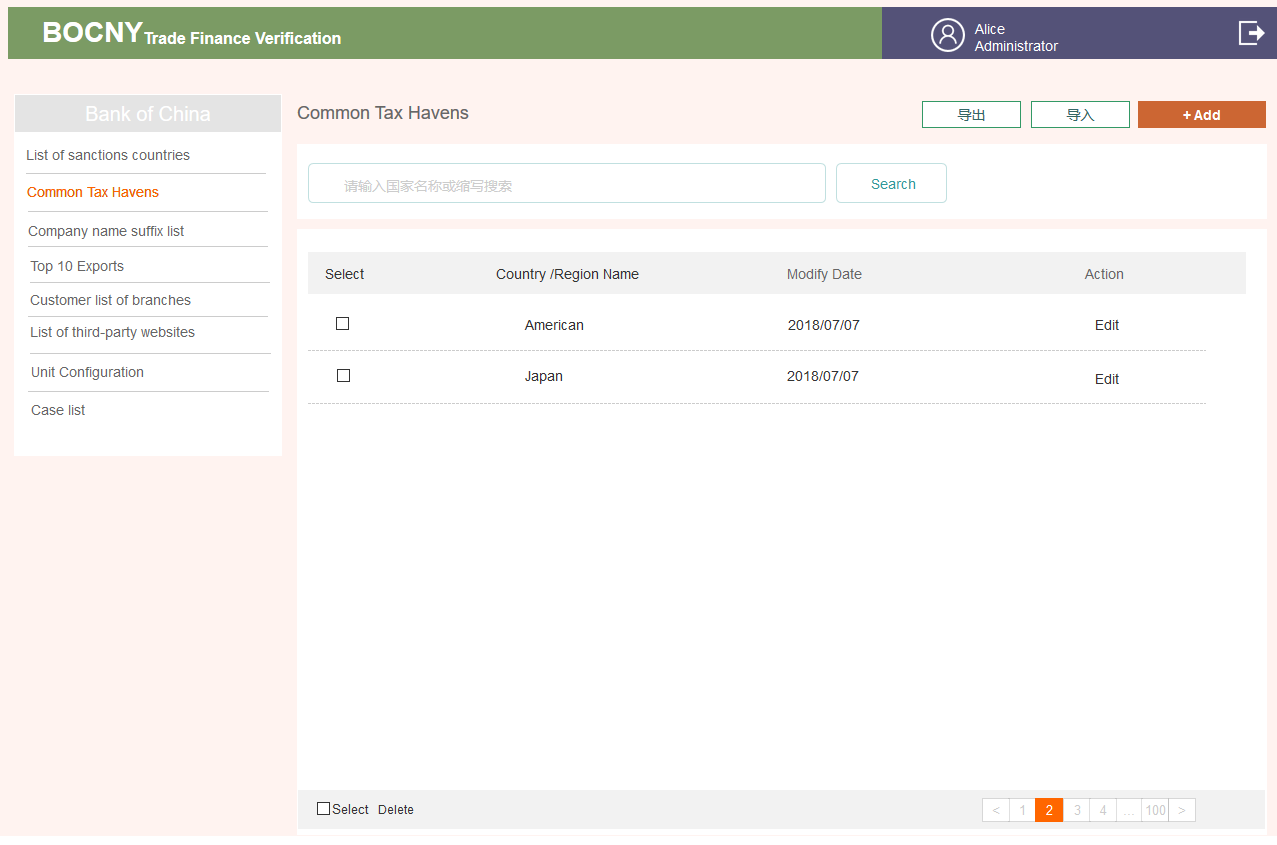 BOCNY Trade Finance Verification
Alice
Administrator
Bank of China
List of sanctions countries
Common Tax Havens
Company name suffix list
Top 10 Exports
Customer list of branches
List of third-party websites
Unit Configuration
Case list
Common Tax Havens
导出
导入
+ Add
请输入国家名称或缩写搜索
Search
Select Country /Region Name Modify Date Action
American 2018/07/07 Edit
Japan 2018/07/07 Edit
Select Delete
< 1 2 3 4 ... 100 >